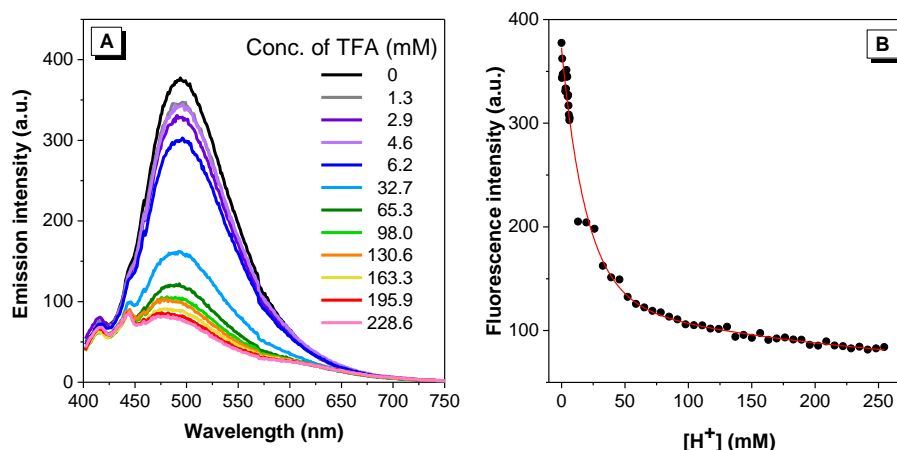 A
Conc. of TFA (mM)
0
1.3
2.9
4.6
6.2
32.7
65.3
98.0
130.6
163.3
195.9
228.6
Emission intensity (a.u.)
400
300
200
100
0
400 450 500 550 600 650 700 750
Wavelength (nm)
B
Fluorescence intensity (a.u.)
400
300
200
100
0 50 100 150 200 250
[H⁺] (mM)